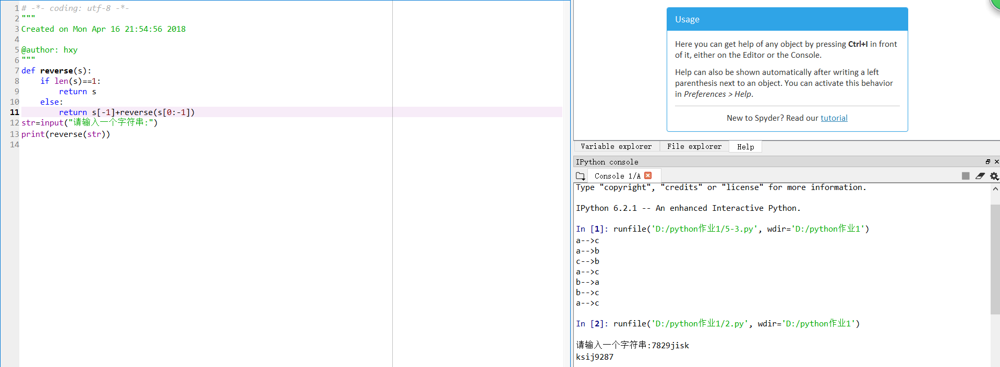 1 # -*- coding: utf-8 -*-
2 """
3 Created on Mon Apr 16 21:54:56 2018
4
5 @author: hxy
6 """
7 def reverse(s):
8     if len(s)==1:
9         return s
10     else:
11         return s[-1]+reverse(s[0:-1])
12 str=input("请输入一个字符串:")
13 print(reverse(str))
14
Usage
Here you can get help of any object by pressing Ctrl+I in front
of it, either on the Editor or the Console.
Help can also be shown automatically after writing a left
parenthesis next to an object. You can activate this behavior
in Preferences > Help.
New to Spyder? Read our tutorial
Variable explorer File explorer Help
IPython console
Console 1/A
Type "copyright", "credits" or "license" for more information.
IPython 6.2.1 -- An enhanced Interactive Python.
In [1]: runfile('D:/python作业1/5-3.py', wdir='D:/python作业1')
a-->c
a-->b
c-->b
a-->c
b-->a
b-->c
a-->c
In [2]: runfile('D:/python作业1/2.py', wdir='D:/python作业1')
请输入一个字符串:7829jisk
ksij9287